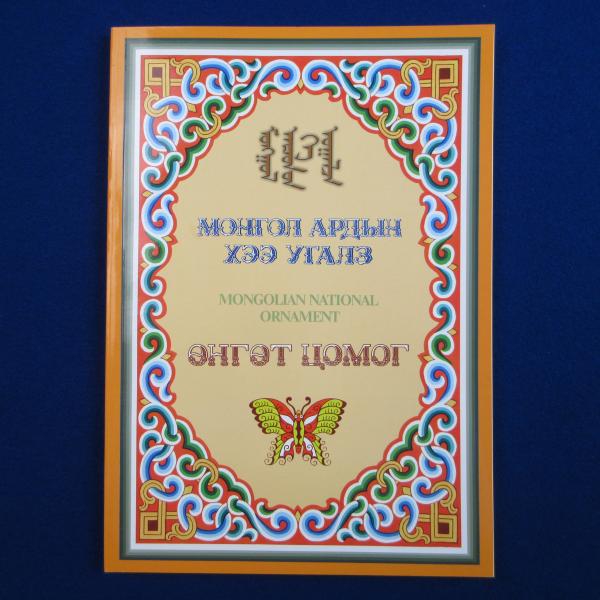 МОНГОЛ АРДЫН
ХЭЭ УГАЛЗ
MONGOLIAN NATIONAL
ORNAMENT
ӨНГӨТ ЦОМОГ